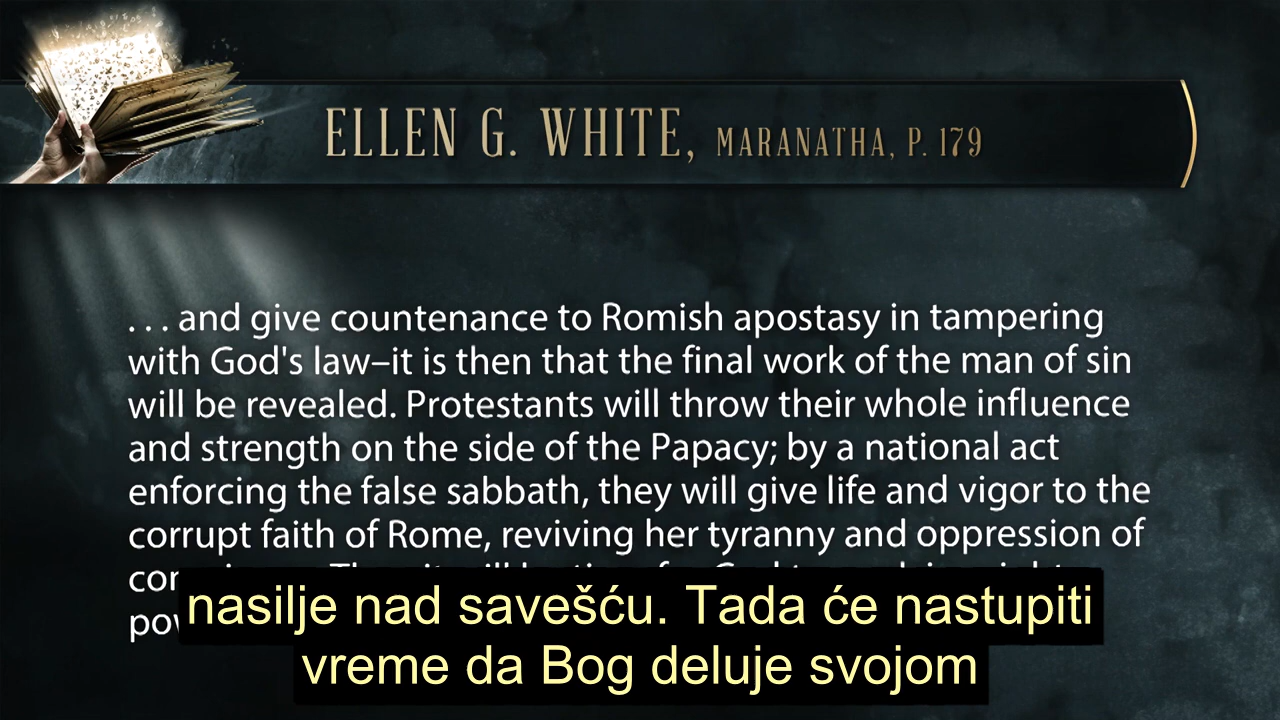 ELLEN G. WHITE, MARANATHA, P. 179
. . . and give countenance to Romish apostasy in tampering
with God's law–it is then that the final work of the man of sin
will be revealed. Protestants will throw their whole influence
and strength on the side of the Papacy; by a national act
enforcing the false sabbath, they will give life and vigor to the
corrupt faith of Rome, reviving her tyranny and oppression of
nasilje nad savešću. Tada će nastupiti
vreme da Bog deluje svojom